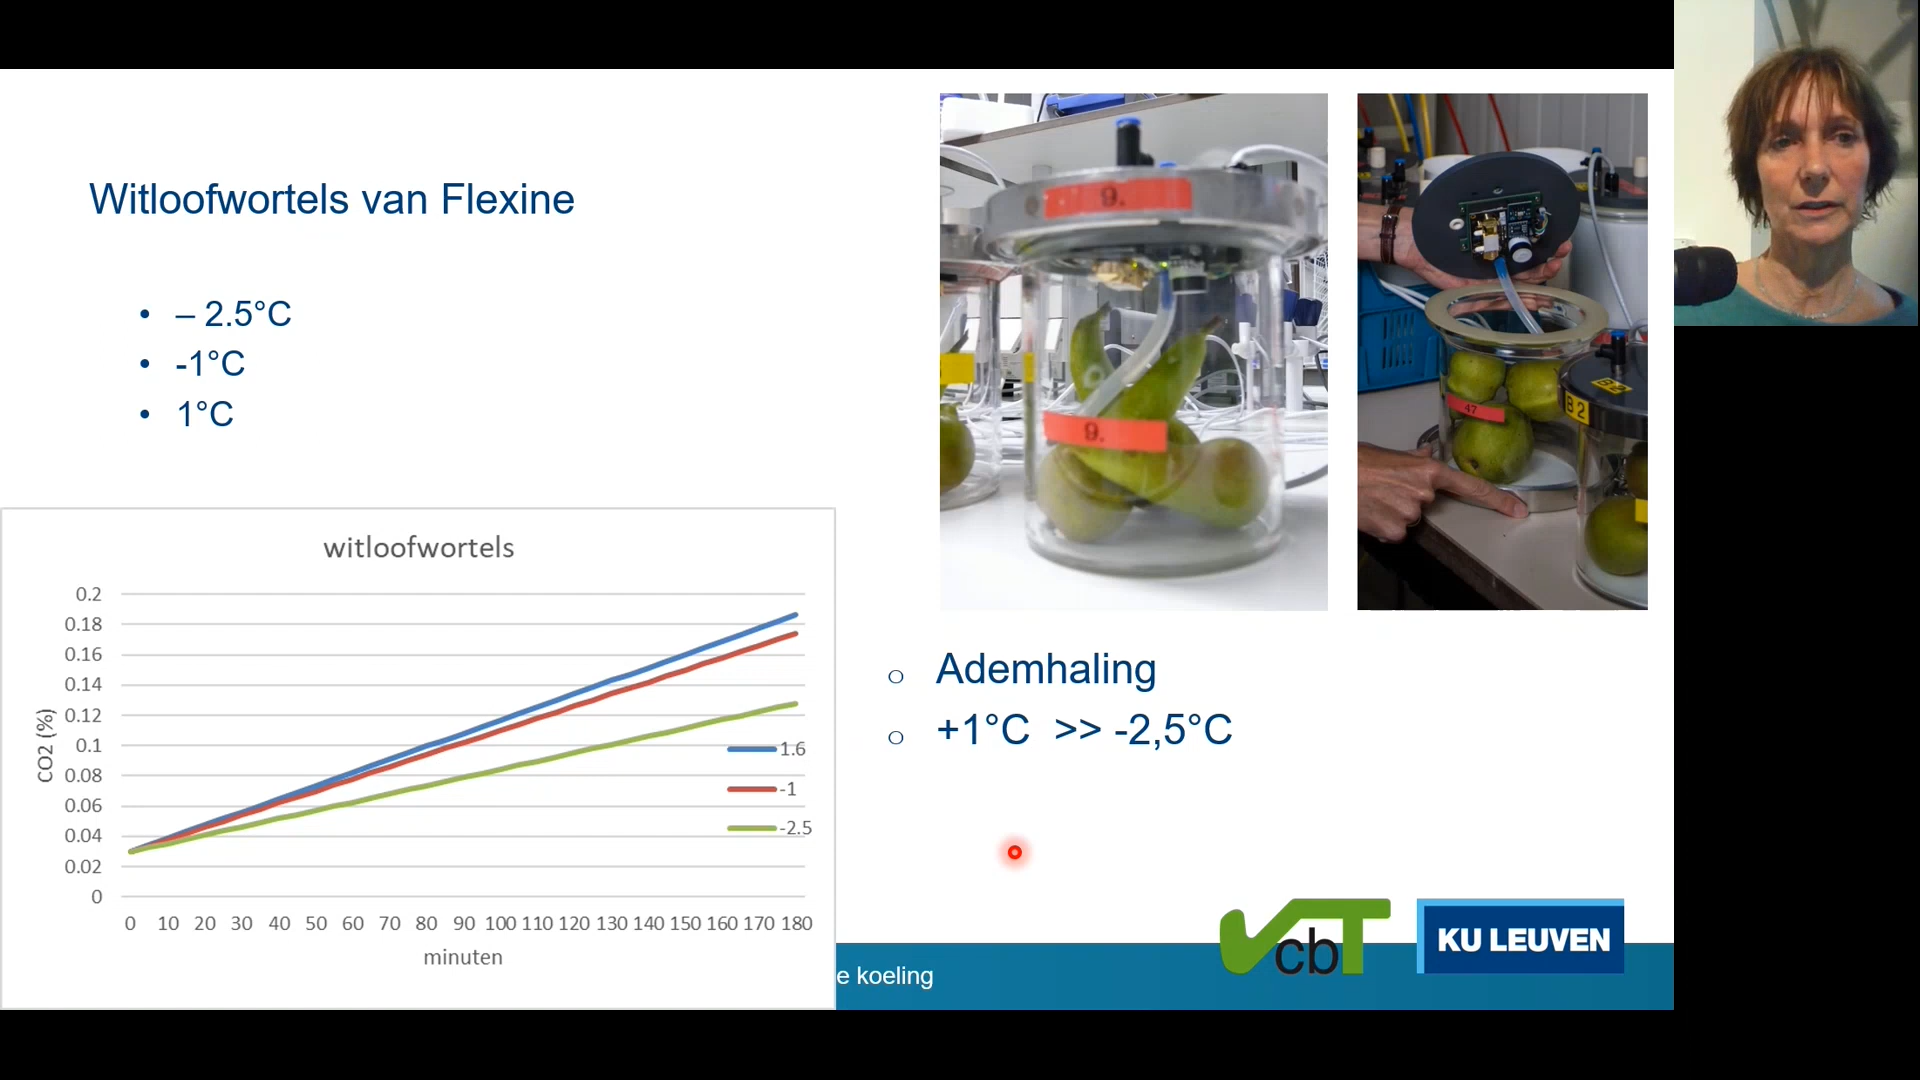 Witloofwortels van Flexine
• – 2.5°C
• -1°C
• 1°C
9.
9.
47
B2
B2
witloofwortels
0.2
0.18
0.16
0.14
0.12
0.1
0.08
0.06
0.04
0.02
0
CO2 (%)
1.6
-1
-2.5
0 10 20 30 40 50 60 70 80 90 100 110 120 130 140 150 160 170 180
minuten
o Ademhaling
o +1°C >> -2,5°C
e koeling
vcbT
KU LEUVEN